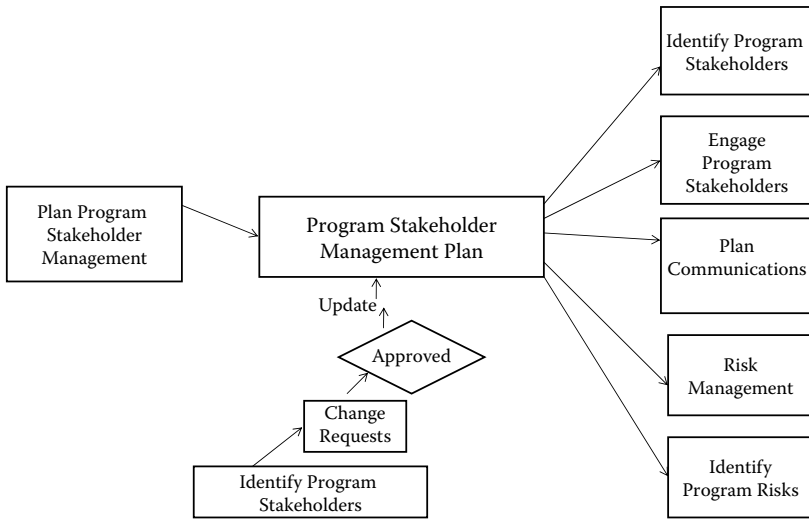 Plan Program
Stakeholder
Management
Program Stakeholder
Management Plan
Update
Approved
Change
Requests
Identify Program
Stakeholders
Identify Program
Stakeholders
Engage
Program
Stakeholders
Plan
Communications
Risk
Management
Identify
Program Risks